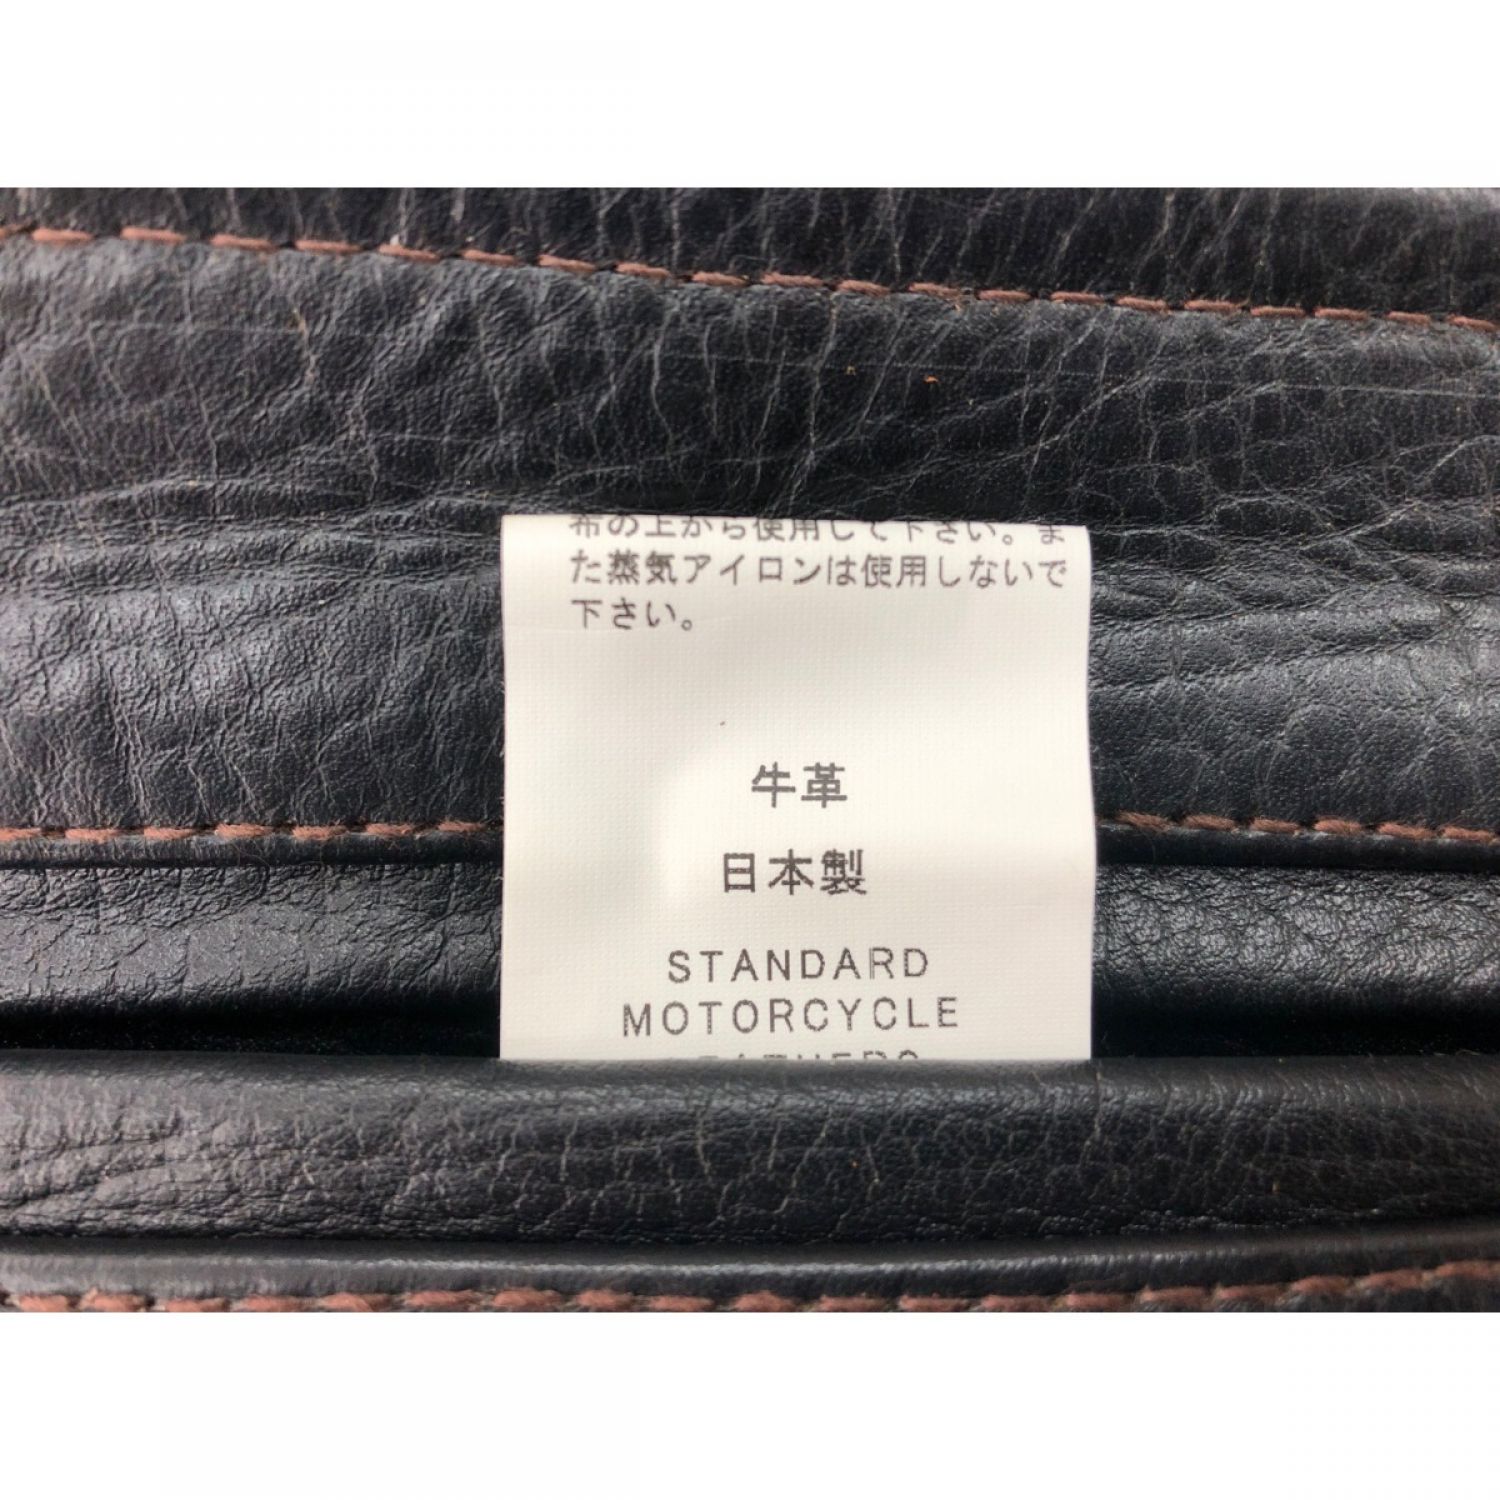 布の上から使用して下さい。ま
た蒸気アイロンは使用しないで
下さい。
牛革
日本製
STANDARD
MOTORCYCLE